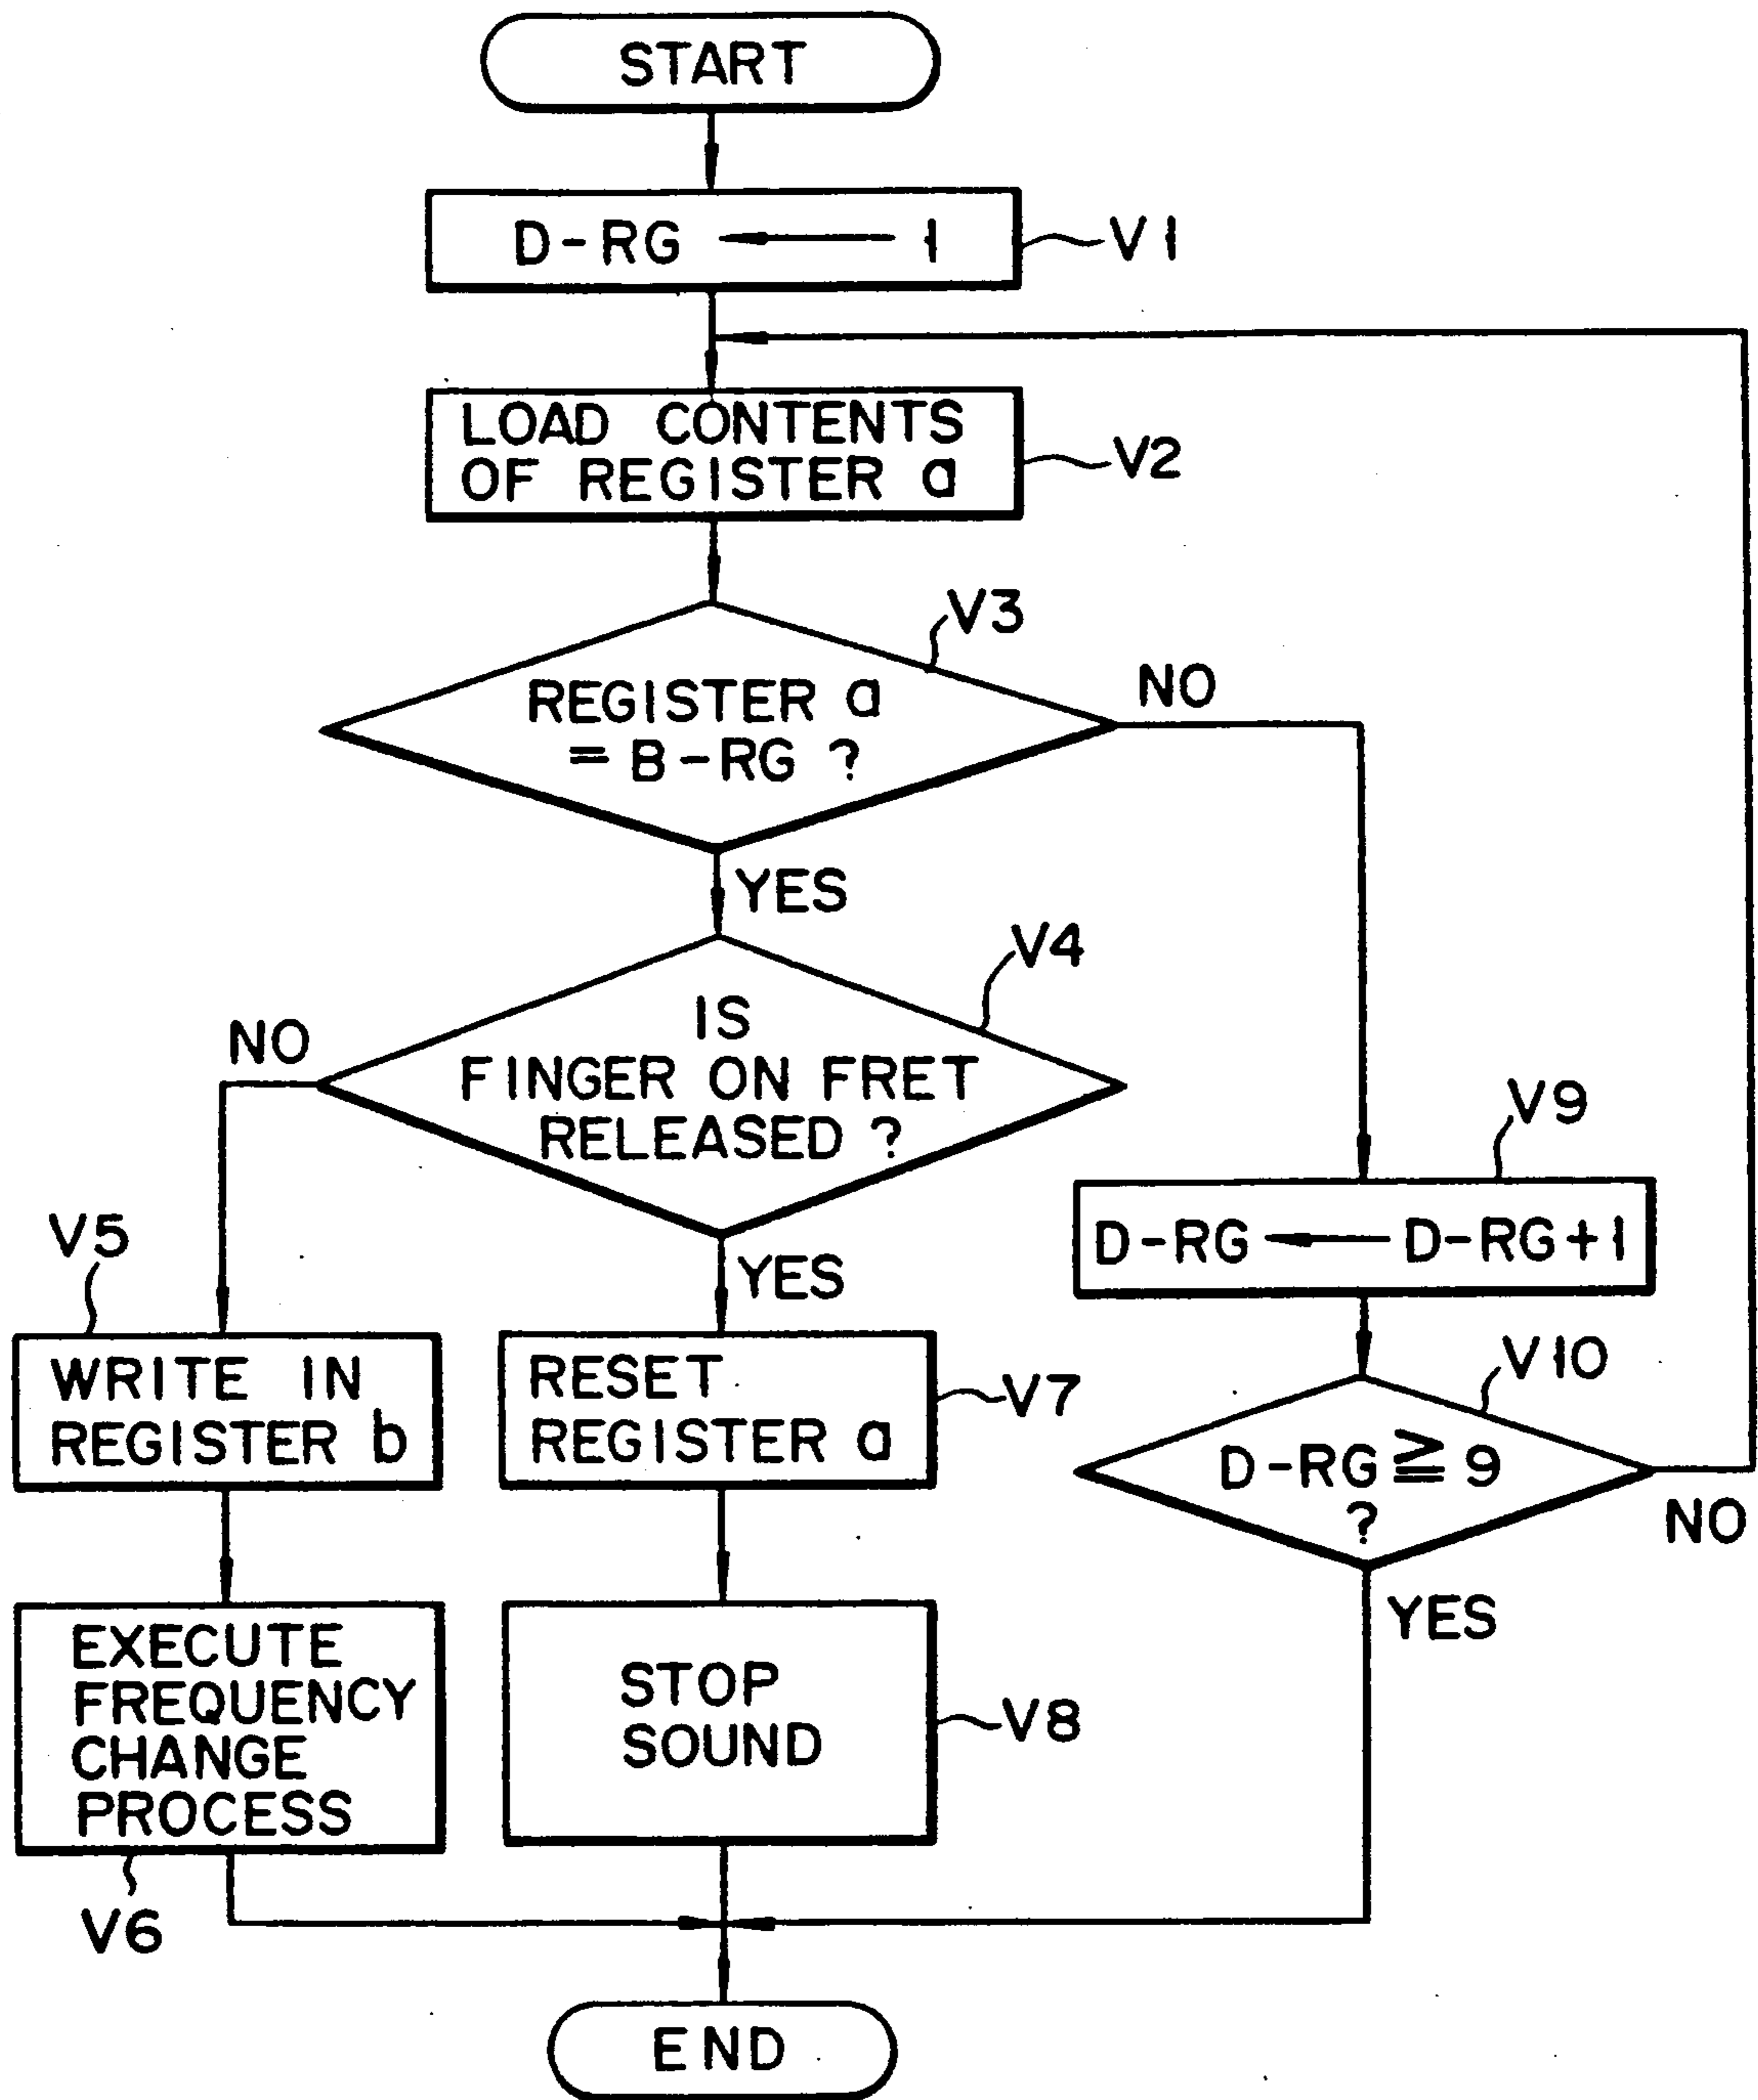 START
D-RG ← 1
V1
LOAD CONTENTS
OF REGISTER a
V2
V3
REGISTER a
= B-RG ?
NO
YES
V4
IS
FINGER ON FRET
RELEASED ?
NO
YES
V9
D-RG ← D-RG+1
V5
WRITE IN
REGISTER b
RESET
REGISTER a
V7
V10
D-RG ≧ 9
?
NO
YES
EXECUTE
FREQUENCY
CHANGE
PROCESS
V6
STOP
SOUND
V8
END